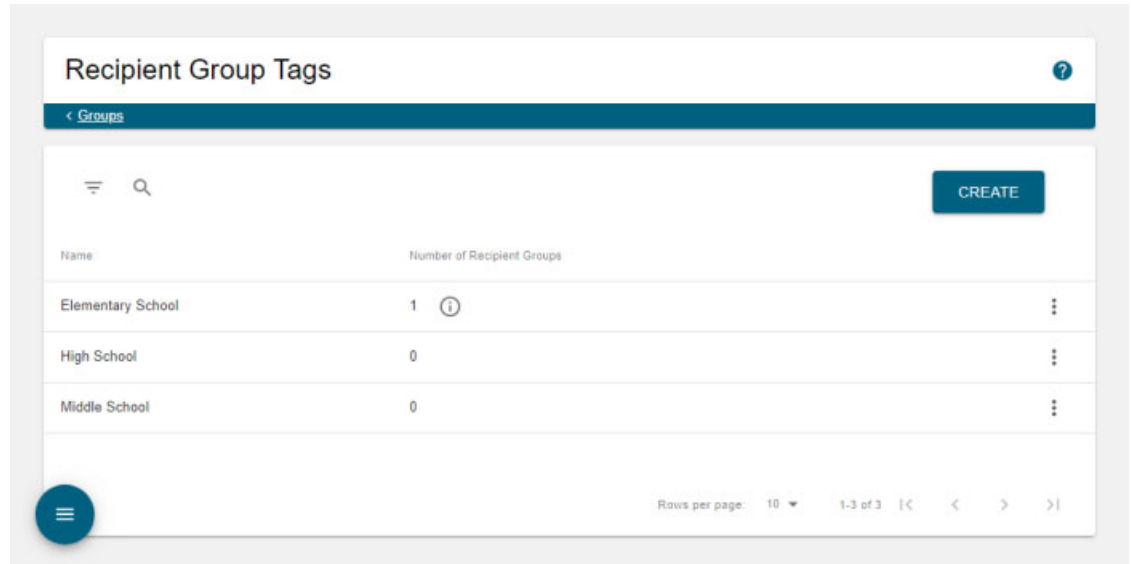 Recipient Group Tags
?
< Groups
CREATE
Name Number of Recipient Groups
Elementary School 1 i
High School 0
Middle School 0
Rows per page: 10 1-3 of 3 |< < > >|